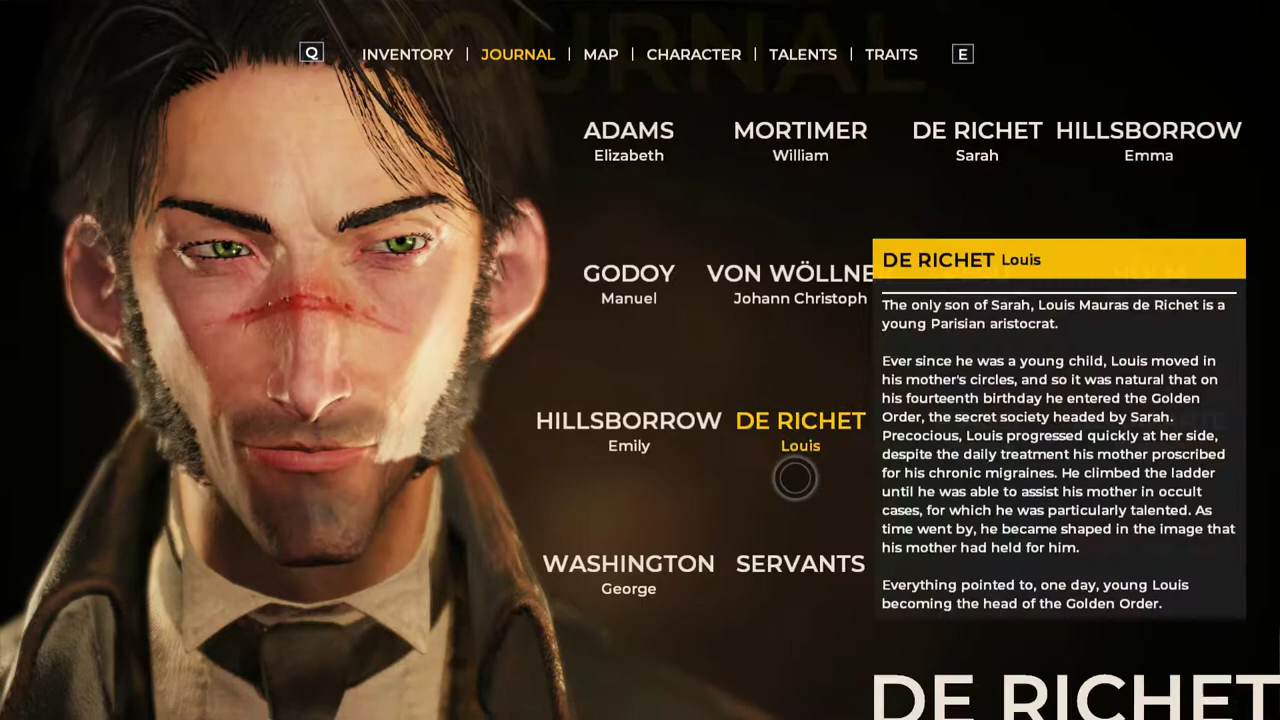 JOURNAL
Q INVENTORY | JOURNAL | MAP | CHARACTER | TALENTS | TRAITS E
ADAMS MORTIMER DE RICHET HILLSBORROW
Elizabeth William Sarah Emma
GODOY VON WÖLLNE
Manuel Johann Christoph
HILLSBORROW DE RICHET
Emily Louis
WASHINGTON SERVANTS
George
DE RICHET Louis
The only son of Sarah, Louis Mauras de Richet is a
young Parisian aristocrat.
Ever since he was a young child, Louis moved in
his mother's circles, and so it was natural that on
his fourteenth birthday he entered the Golden
Order, the secret society headed by Sarah.
Precocious, Louis progressed quickly at her side,
despite the daily treatment his mother proscribed
for his chronic migraines. He climbed the ladder
until he was able to assist his mother in occult
cases, for which he was particularly talented. As
time went by, he became shaped in the image that
his mother had held for him.
Everything pointed to, one day, young Louis
becoming the head of the Golden Order.
DE RICHET